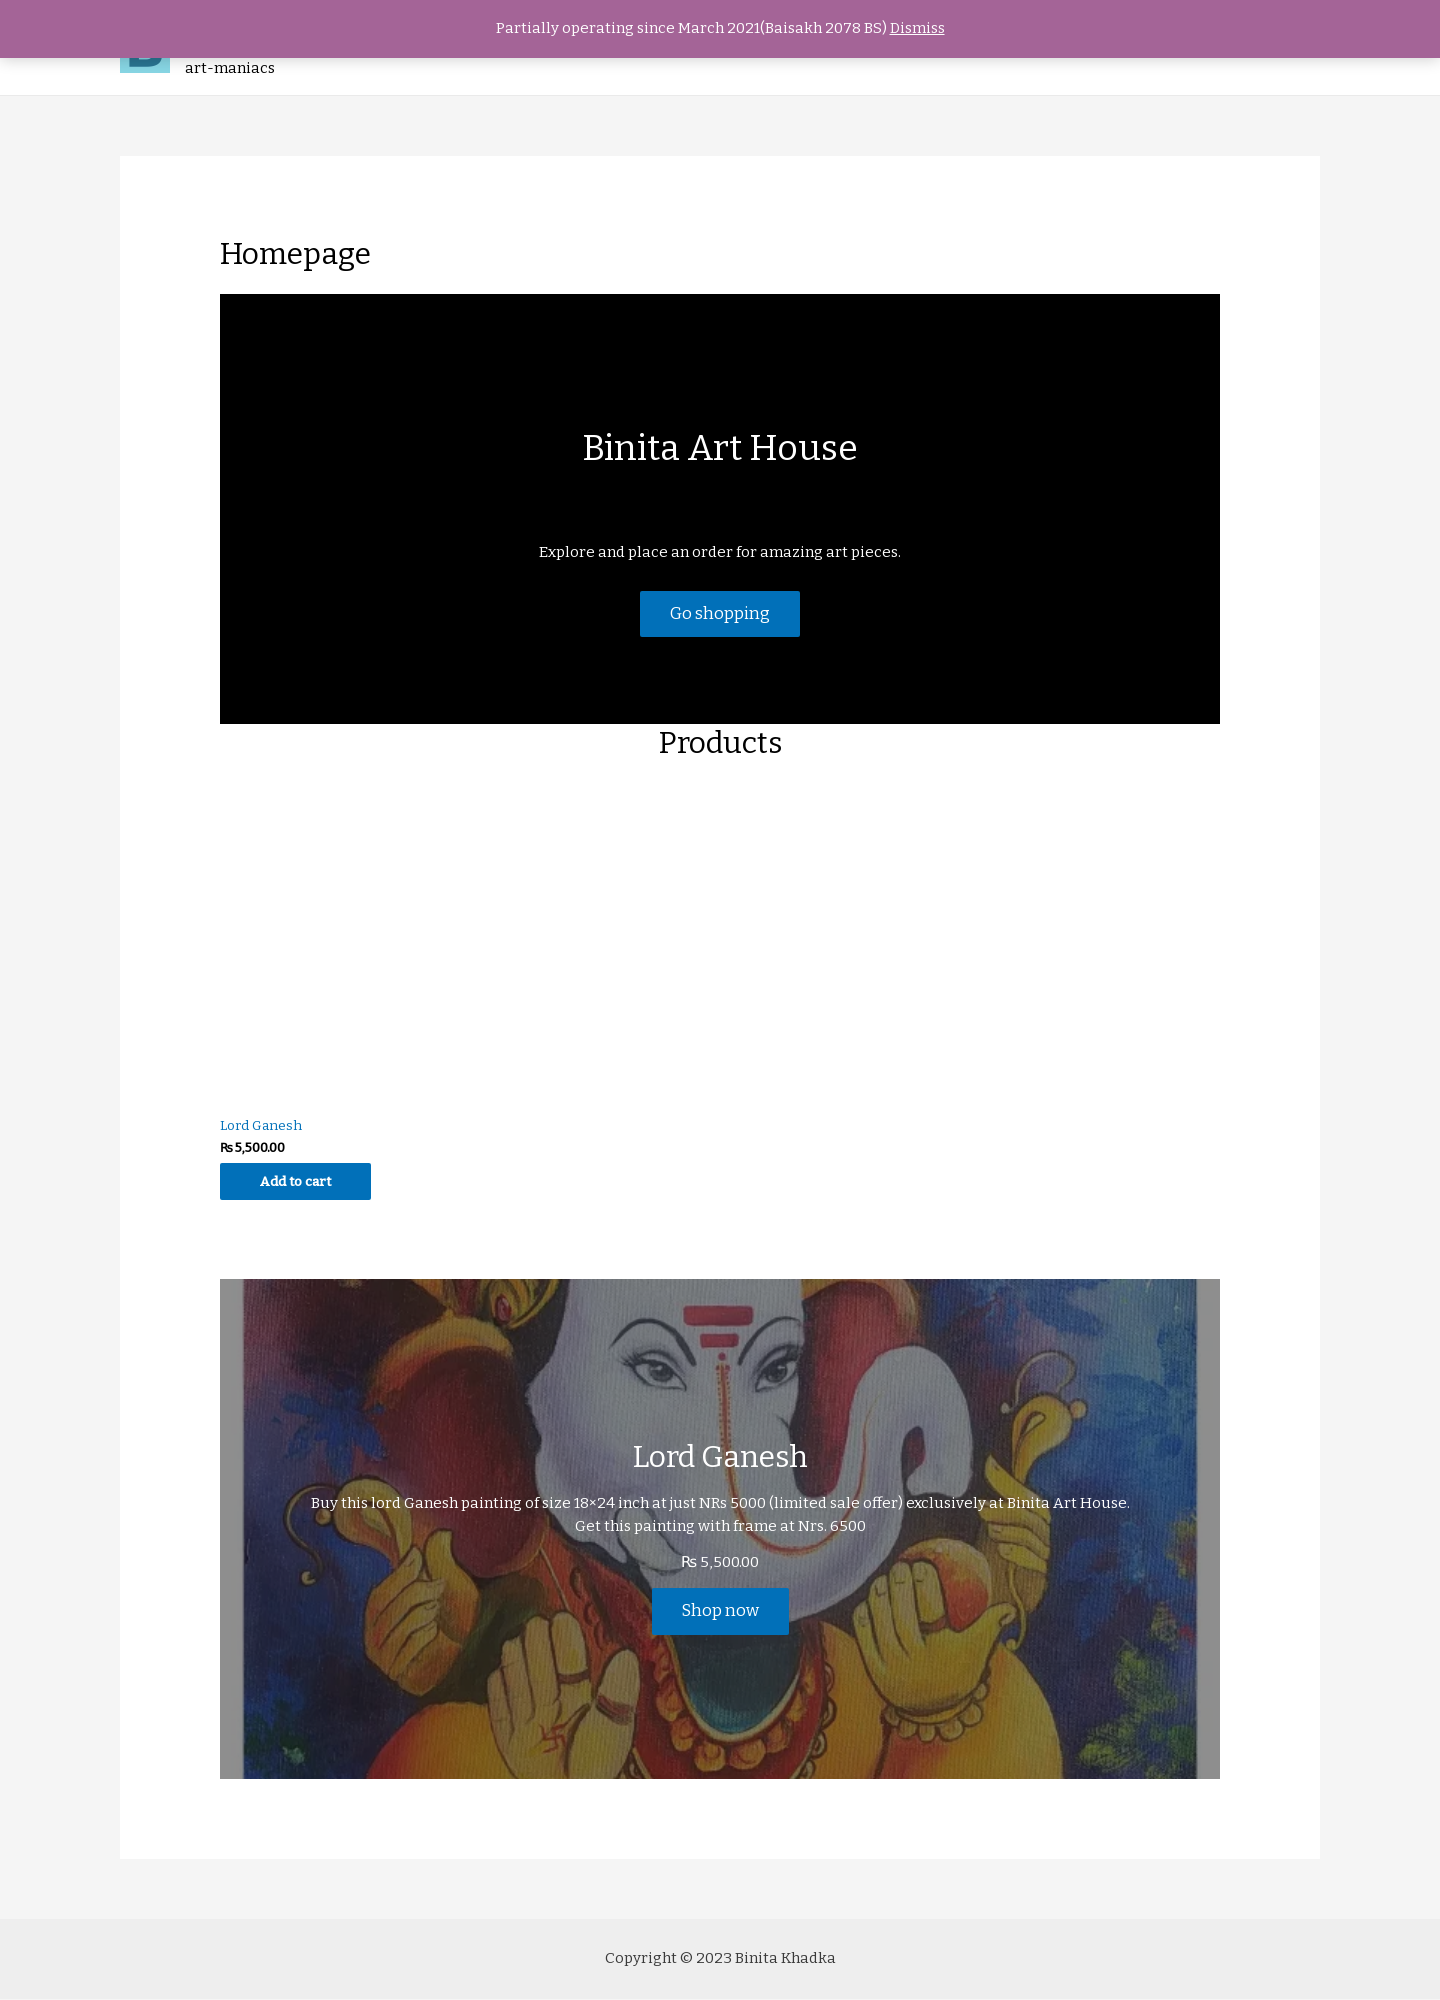 Partially operating since March 2021(Baisakh 2078 BS) Dismiss
art-maniacs
Homepage
Binita Art House
Explore and place an order for amazing art pieces.
Go shopping
Products
Lord Ganesh
₨ 5,500.00
Add to cart
Lord Ganesh
Buy this lord Ganesh painting of size 18×24 inch at just NRs 5000 (limited sale offer) exclusively at Binita Art House.
Get this painting with frame at Nrs. 6500
₨ 5,500.00
Shop now
Copyright © 2023 Binita Khadka